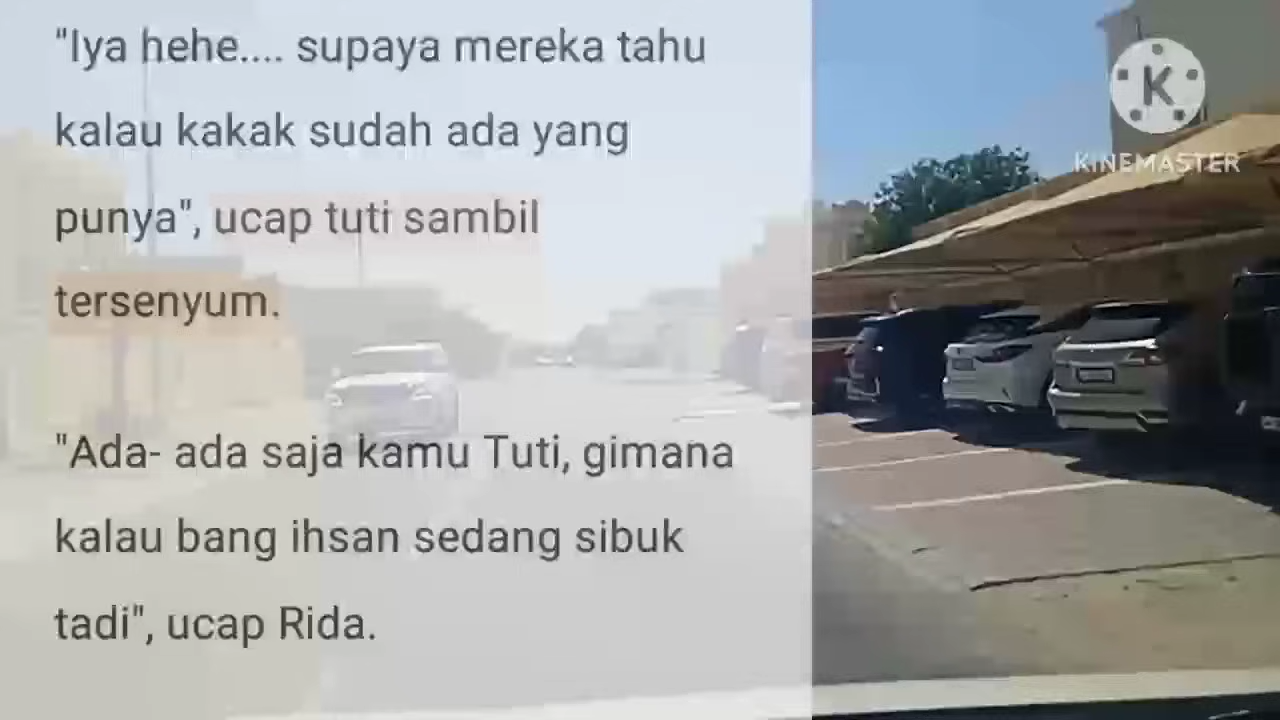 "Iya hehe.... supaya mereka tahu
kalau kakak sudah ada yang
punya", ucap tuti sambil
tersenyum.
"Ada- ada saja kamu Tuti, gimana
kalau bang ihsan sedang sibuk
tadi", ucap Rida.
K
KINEMASTER